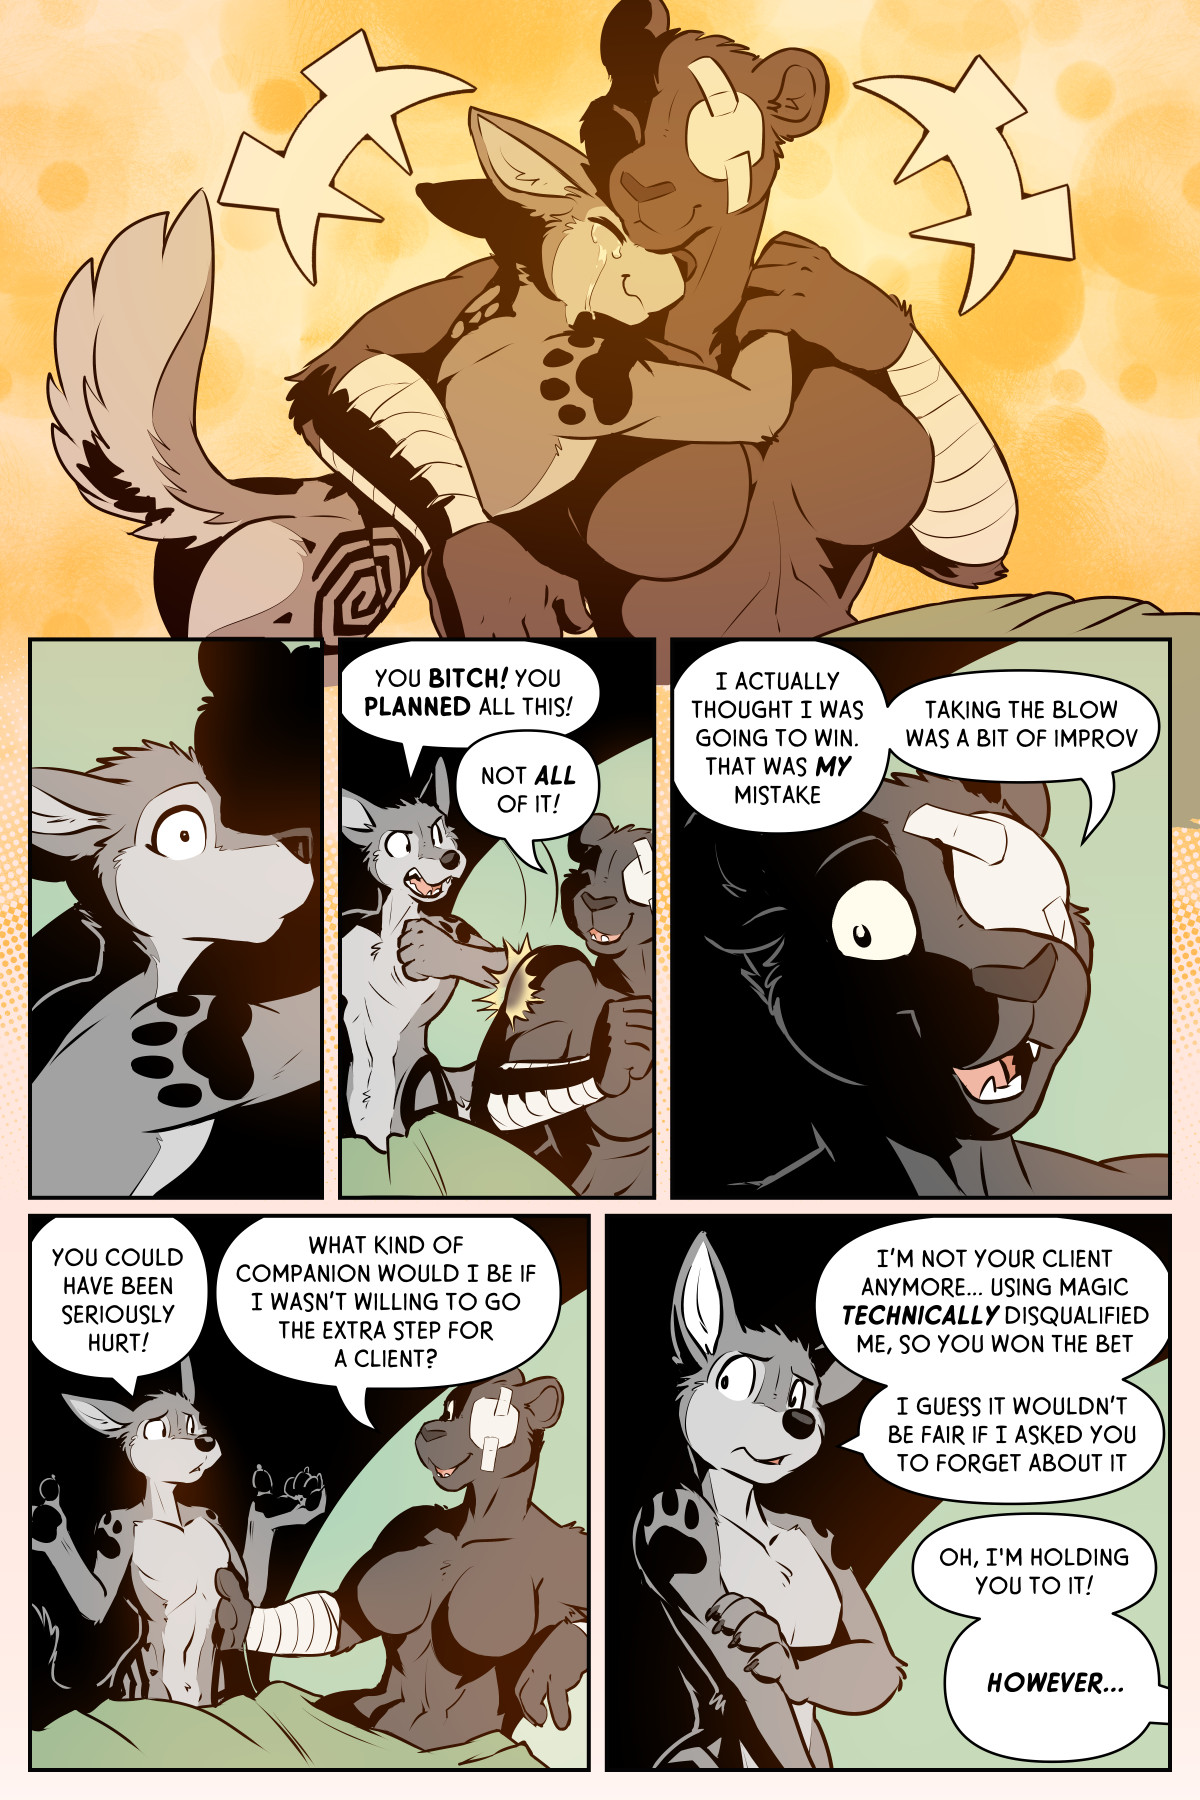 YOU BITCH! YOU
PLANNED ALL THIS!
NOT ALL
OF IT!
I ACTUALLY
THOUGHT I WAS
GOING TO WIN.
THAT WAS MY
MISTAKE
TAKING THE BLOW
WAS A BIT OF IMPROV
YOU COULD
HAVE BEEN
SERIOUSLY
HURT!
WHAT KIND OF
COMPANION WOULD I BE IF
I WASN'T WILLING TO GO
THE EXTRA STEP FOR
A CLIENT?
I'M NOT YOUR CLIENT
ANYMORE... USING MAGIC
TECHNICALLY DISQUALIFIED
ME, SO YOU WON THE BET
I GUESS IT WOULDN'T
BE FAIR IF I ASKED YOU
TO FORGET ABOUT IT
OH, I'M HOLDING
YOU TO IT!
HOWEVER...